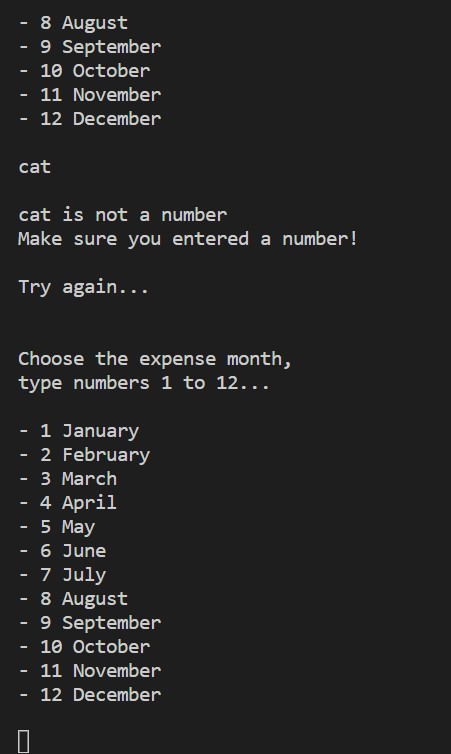 - 8 August
- 9 September
- 10 October
- 11 November
- 12 December
cat
cat is not a number
Make sure you entered a number!
Try again...
Choose the expense month,
type numbers 1 to 12...
- 1 January
- 2 February
- 3 March
- 4 April
- 5 May
- 6 June
- 7 July
- 8 August
- 9 September
- 10 October
- 11 November
- 12 December